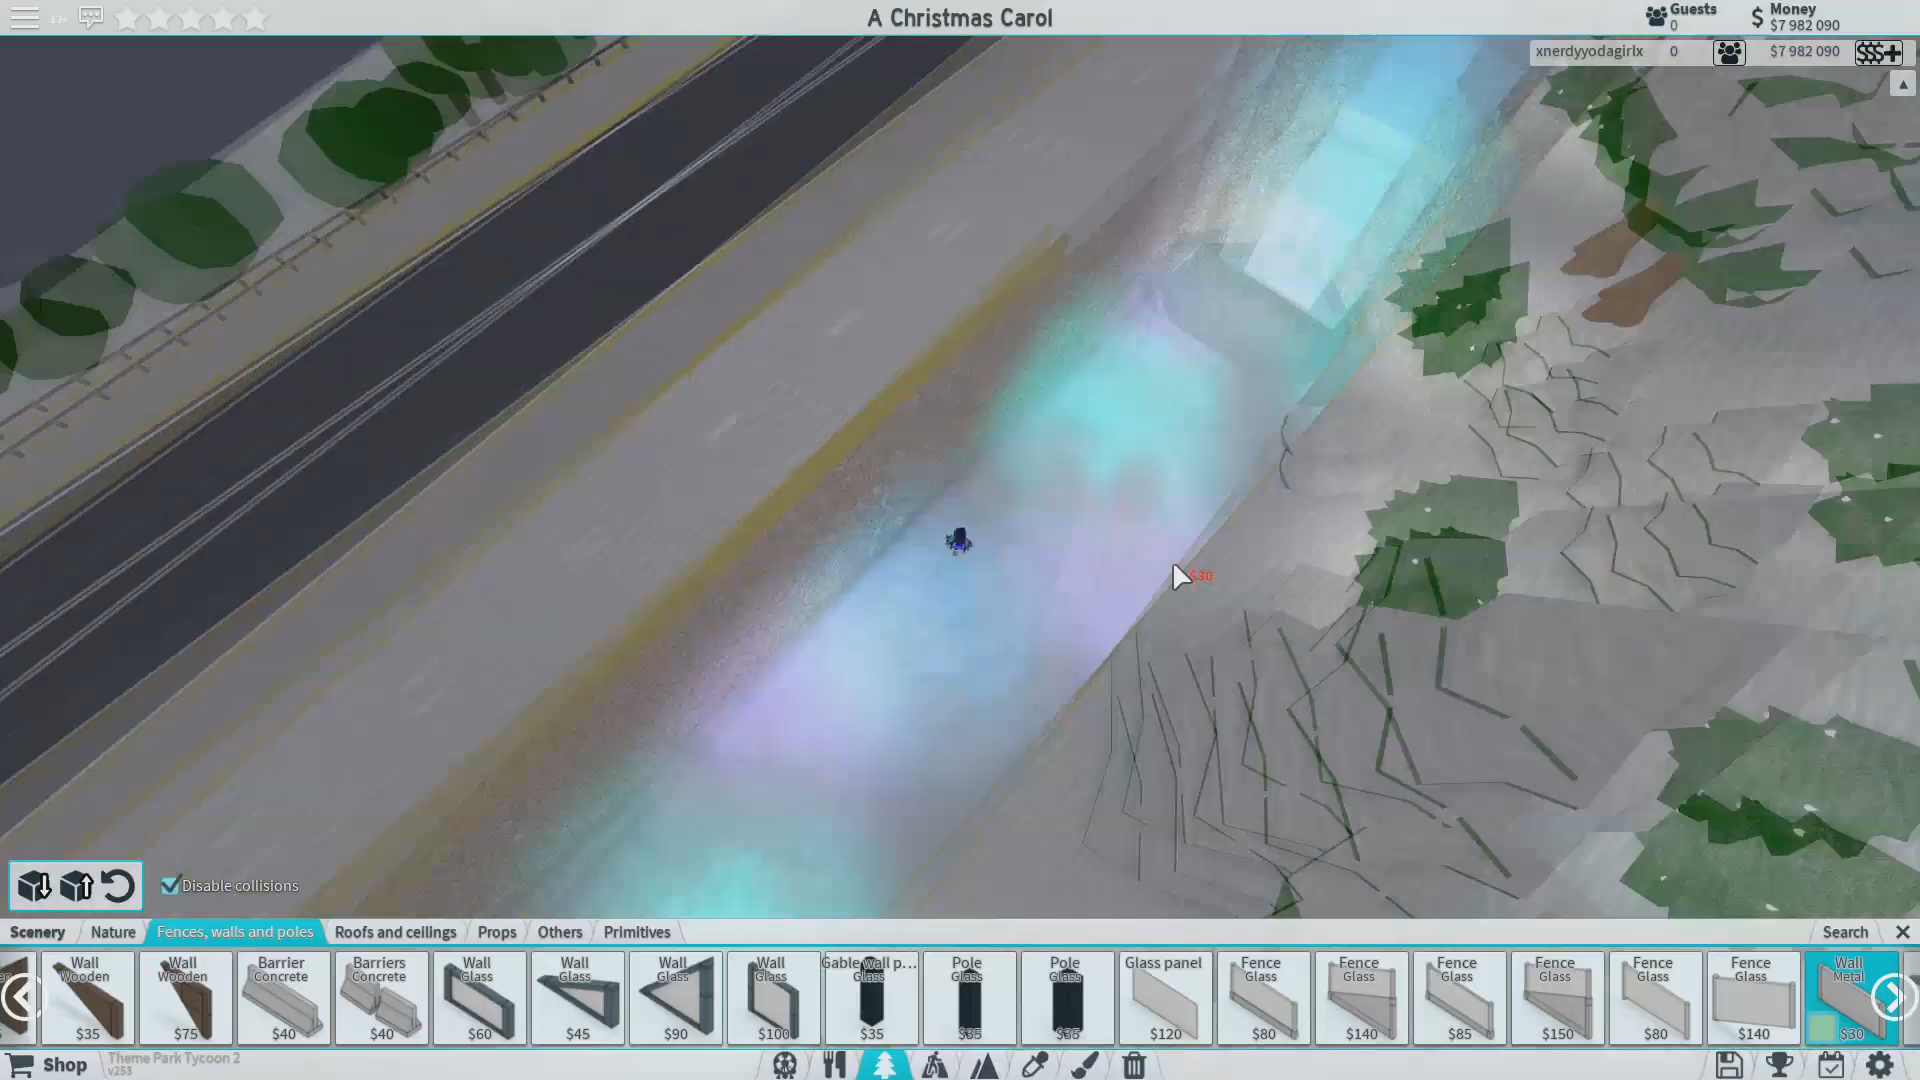 A Christmas Carol
Guests
0
Money
$7 982 090
xnerdyyodagirlx 0 $7 982 090 $$$+
$30
Disable collisions
Scenery Nature Fences, walls and poles Roofs and ceilings Props Others Primitives Search
Wall Wooden $35
Wall Wooden $75
Barrier Concrete $40
Barriers Concrete $40
Wall Glass $60
Wall Glass $45
Wall Glass $90
Wall Glass $100
Gable wall p... Glass $35
Pole Glass $35
Pole Glass $35
Glass panel $120
Fence Glass $80
Fence Glass $140
Fence Glass $85
Fence Glass $150
Fence Glass $80
Fence Glass $140
Wall Metal $30
Shop
Theme Park Tycoon 2
v253